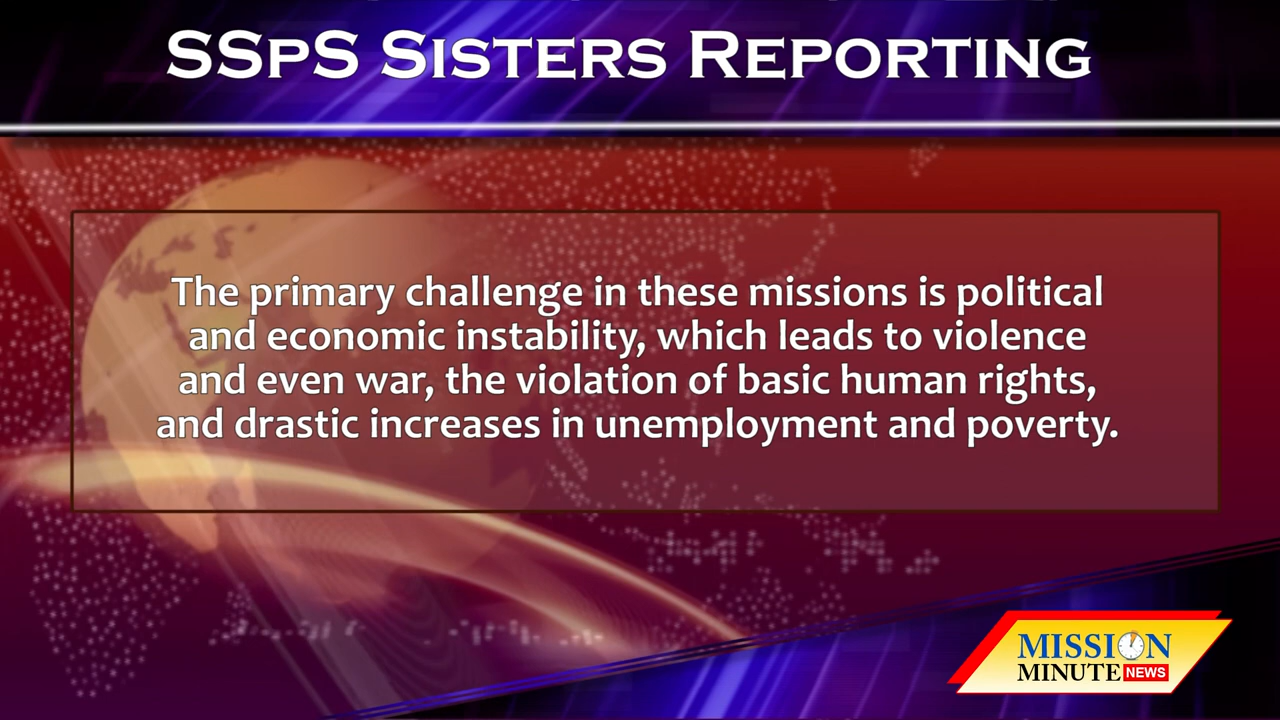 SSpS Sisters Reporting
The primary challenge in these missions is political
and economic instability, which leads to violence
and even war, the violation of basic human rights,
and drastic increases in unemployment and poverty.
MISSION
MINUTE NEWS